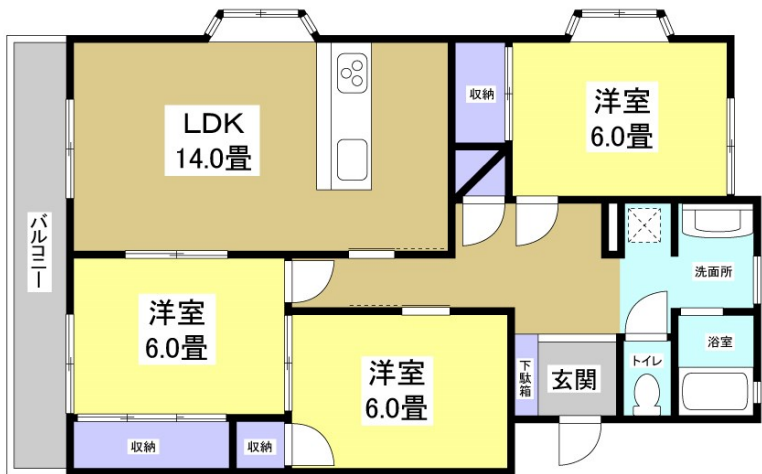 LDK
14.0畳
収納
洋室
6.0畳
バルコニー
洗面所
洋室
6.0畳
洋室
6.0畳
下駄箱
玄関
トイレ
浴室
収納
収納